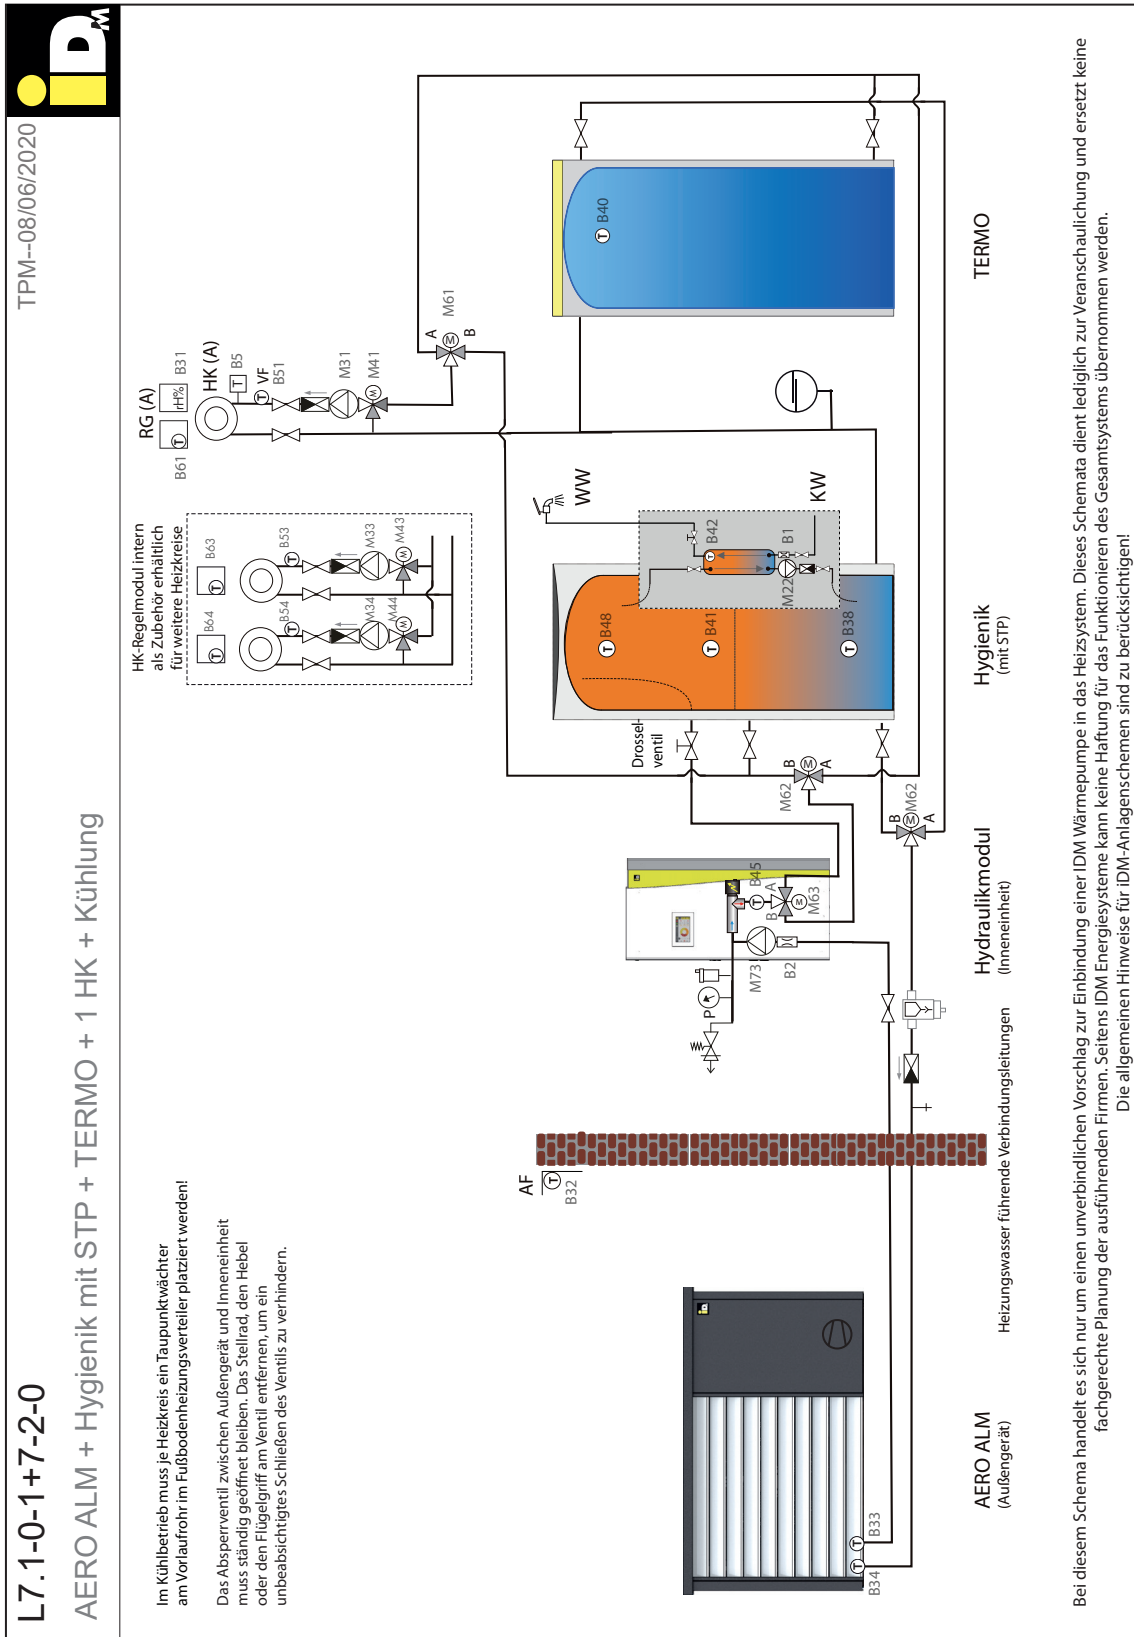 L7.1-0-1+7-2-0
TPM--08/06/2020
iDM
AERO ALM + Hygienik mit STP + TERMO + 1 HK + Kühlung
Im Kühlbetrieb muss je Heizkreis ein Taupunktwächter
am Vorlaufrohr im Fußbodenheizungsverteiler platziert werden!
Das Absperrventil zwischen Außengerät und Inneneinheit
muss ständig geöffnet bleiben. Das Stellrad, den Hebel
oder den Flügelgriff am Ventil entfernen, um ein
unbeabsichtigtes Schließen des Ventils zu verhindern.
HK-Regelmodul intern
als Zubehör erhältlich
für weitere Heizkreise
B64
B63
T
T
B54
B53
T
T
M34
M33
M44
M43
M
M
RG (A)
B61
B31
T
rH%
HK (A)
T
B5
T
VF
B51
M31
M41
M
A
M61
M
B
AF
T
B32
P
M73
B2
B45
T
B
A
M
M63
Drossel-
ventil
M62
B
M
A
B
M
M62
A
T
B48
T
B41
T
B38
WW
T
B42
M22
B1
KW
T
B40
T
T
B34
B33
AERO ALM
(Außengerät)
Heizungswasser führende Verbindungsleitungen
Hydraulikmodul
(Inneneinheit)
Hygienik
(mit STP)
TERMO
Bei diesem Schema handelt es sich nur um einen unverbindlichen Vorschlag zur Einbindung einer IDM Wärmepumpe in das Heizsystem. Dieses Schemata dient lediglich zur Veranschaulichung und ersetzt keine
fachgerechte Planung der ausführenden Firmen. Seitens IDM Energiesysteme kann keine Haftung für das Funktionieren des Gesamtsystems übernommen werden.
Die allgemeinen Hinweise für iDM-Anlagenschemen sind zu berücksichtigen!